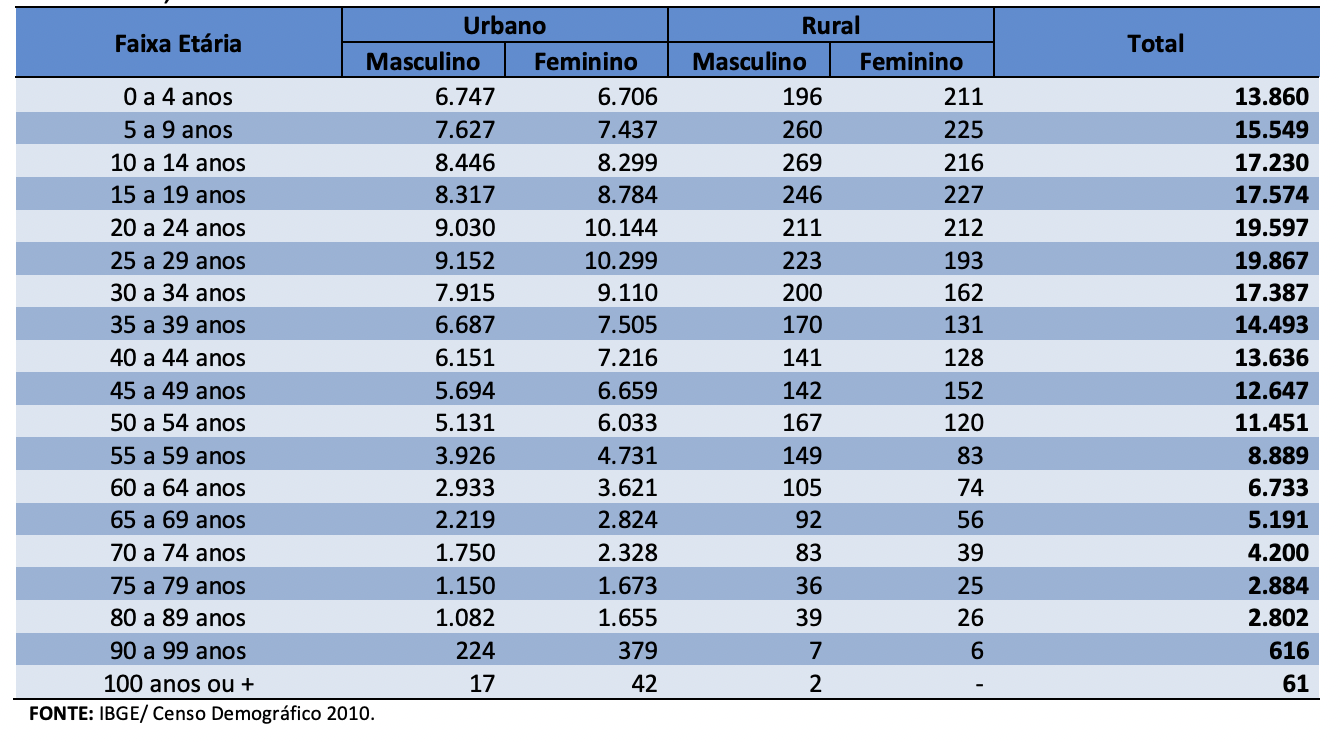 Faixa Etária Urbano Rural Total
Masculino Feminino Masculino Feminino
0 a 4 anos 6.747 6.706 196 211 13.860
5 a 9 anos 7.627 7.437 260 225 15.549
10 a 14 anos 8.446 8.299 269 216 17.230
15 a 19 anos 8.317 8.784 246 227 17.574
20 a 24 anos 9.030 10.144 211 212 19.597
25 a 29 anos 9.152 10.299 223 193 19.867
30 a 34 anos 7.915 9.110 200 162 17.387
35 a 39 anos 6.687 7.505 170 131 14.493
40 a 44 anos 6.151 7.216 141 128 13.636
45 a 49 anos 5.694 6.659 142 152 12.647
50 a 54 anos 5.131 6.033 167 120 11.451
55 a 59 anos 3.926 4.731 149 83 8.889
60 a 64 anos 2.933 3.621 105 74 6.733
65 a 69 anos 2.219 2.824 92 56 5.191
70 a 74 anos 1.750 2.328 83 39 4.200
75 a 79 anos 1.150 1.673 36 25 2.884
80 a 89 anos 1.082 1.655 39 26 2.802
90 a 99 anos 224 379 7 6 616
100 anos ou + 17 42 2 - 61
FONTE: IBGE/ Censo Demográfico 2010.